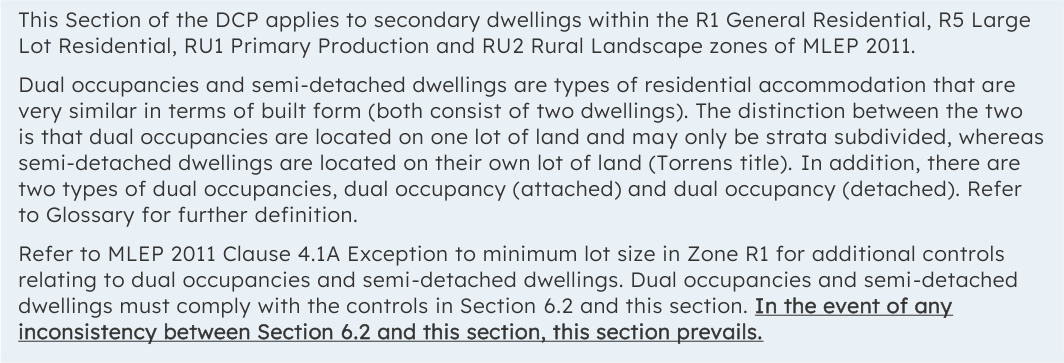 This Section of the DCP applies to secondary dwellings within the R1 General Residential, R5 Large
Lot Residential, RU1 Primary Production and RU2 Rural Landscape zones of MLEP 2011.
Dual occupancies and semi-detached dwellings are types of residential accommodation that are
very similar in terms of built form (both consist of two dwellings). The distinction between the two
is that dual occupancies are located on one lot of land and may only be strata subdivided, whereas
semi-detached dwellings are located on their own lot of land (Torrens title). In addition, there are
two types of dual occupancies, dual occupancy (attached) and dual occupancy (detached). Refer
to Glossary for further definition.
Refer to MLEP 2011 Clause 4.1A Exception to minimum lot size in Zone R1 for additional controls
relating to dual occupancies and semi-detached dwellings. Dual occupancies and semi-detached
dwellings must comply with the controls in Section 6.2 and this section. In the event of any
inconsistency between Section 6.2 and this section, this section prevails.